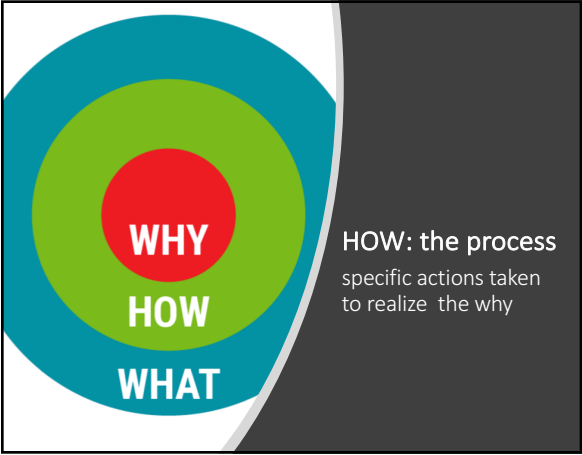 WHY
HOW
WHAT
HOW: the process
specific actions taken
to realize  the why